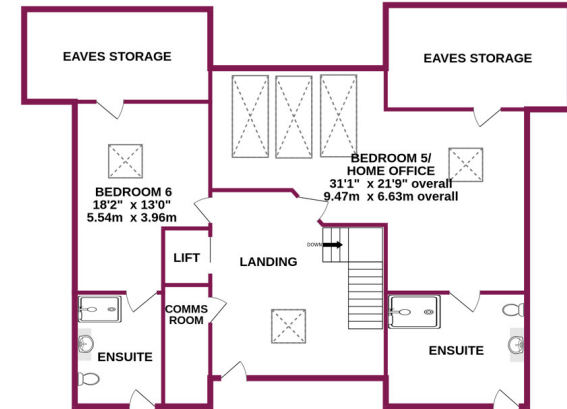 EAVES STORAGE
EAVES STORAGE
BEDROOM 5/
HOME OFFICE
31'1" x 21'9" overall
9.47m x 6.63m overall
BEDROOM 6
18'2" x 13'0"
5.54m x 3.96m
DOWN
LIFT
LANDING
COMMS
ROOM
ENSUITE
ENSUITE